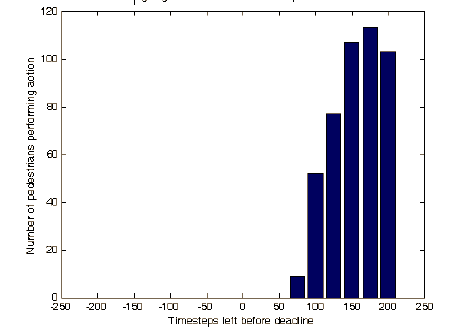 120
100
80
60
40
20
0
-250 -200 -150 -100 -50 0 50 100 150 200 250
Timesteps left before deadline
Number of pedestrians performing action